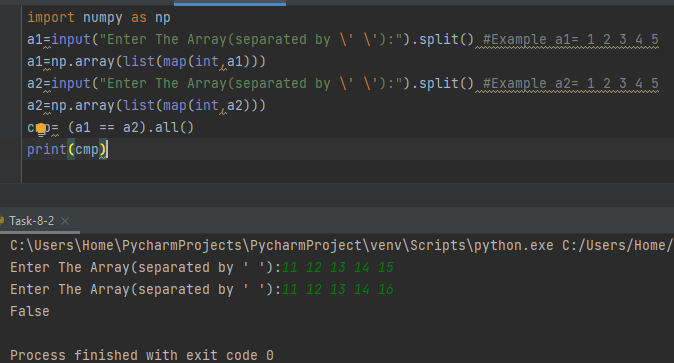 import numpy as np
a1=input("Enter The Array(separated by \' \'):").split() #Example a1= 1 2 3 4 5
a1=np.array(list(map(int,a1)))
a2=input("Enter The Array(separated by \' \'):").split() #Example a2= 1 2 3 4 5
a2=np.array(list(map(int,a2)))
cmp= (a1 == a2).all()
print(cmp)
Task-8-2 ×
C:\Users\Home\PycharmProjects\PycharmProject\venv\Scripts\python.exe C:/Users/Home/
Enter The Array(separated by ' '):11 12 13 14 15
Enter The Array(separated by ' '):11 12 13 14 16
False
Process finished with exit code 0